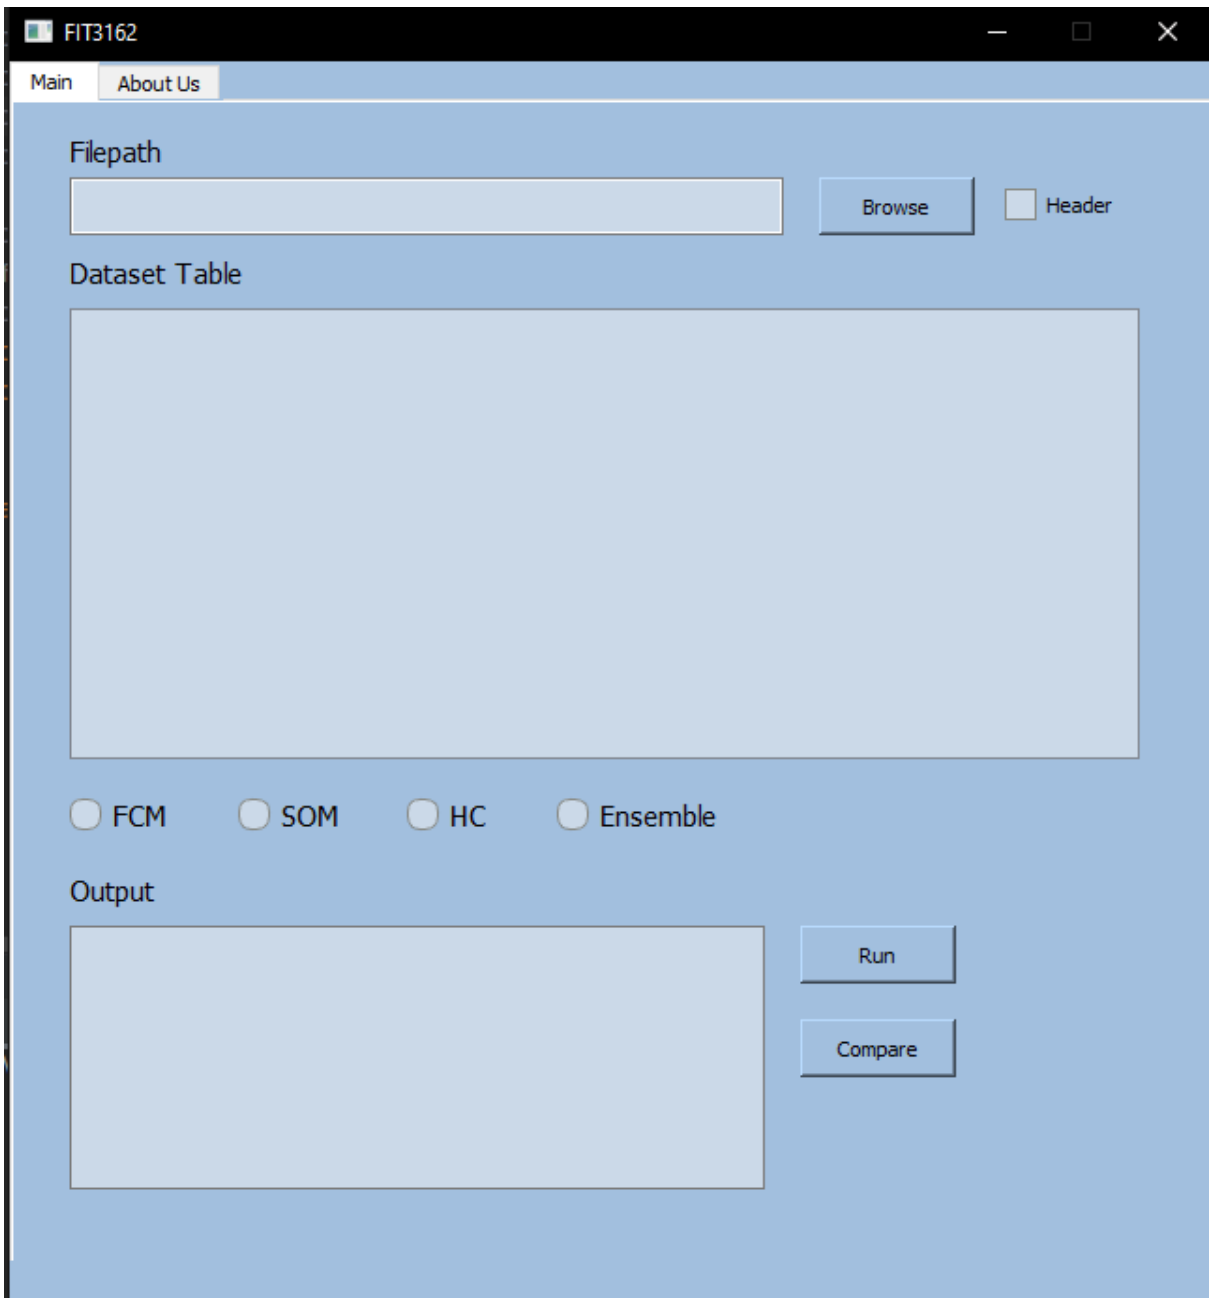 FIT3162
Main About Us
Filepath
Browse Header
Dataset Table
FCM SOM HC Ensemble
Output
Run
Compare